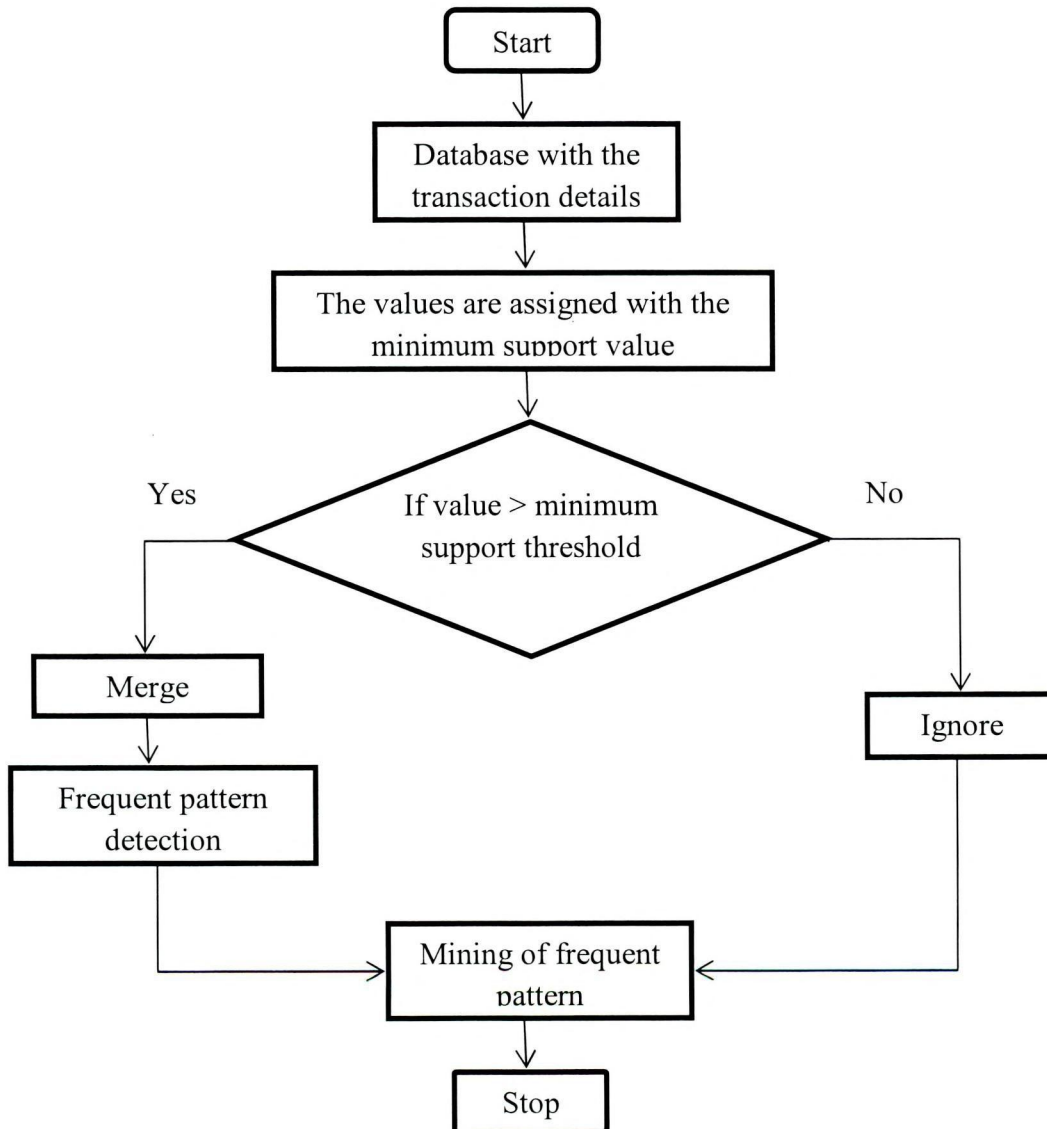 Start
Database with the
transaction details
The values are assigned with the
minimum support value
Yes
If value > minimum
support threshold
No
Merge
Ignore
Frequent pattern
detection
Mining of frequent
pattern
Stop